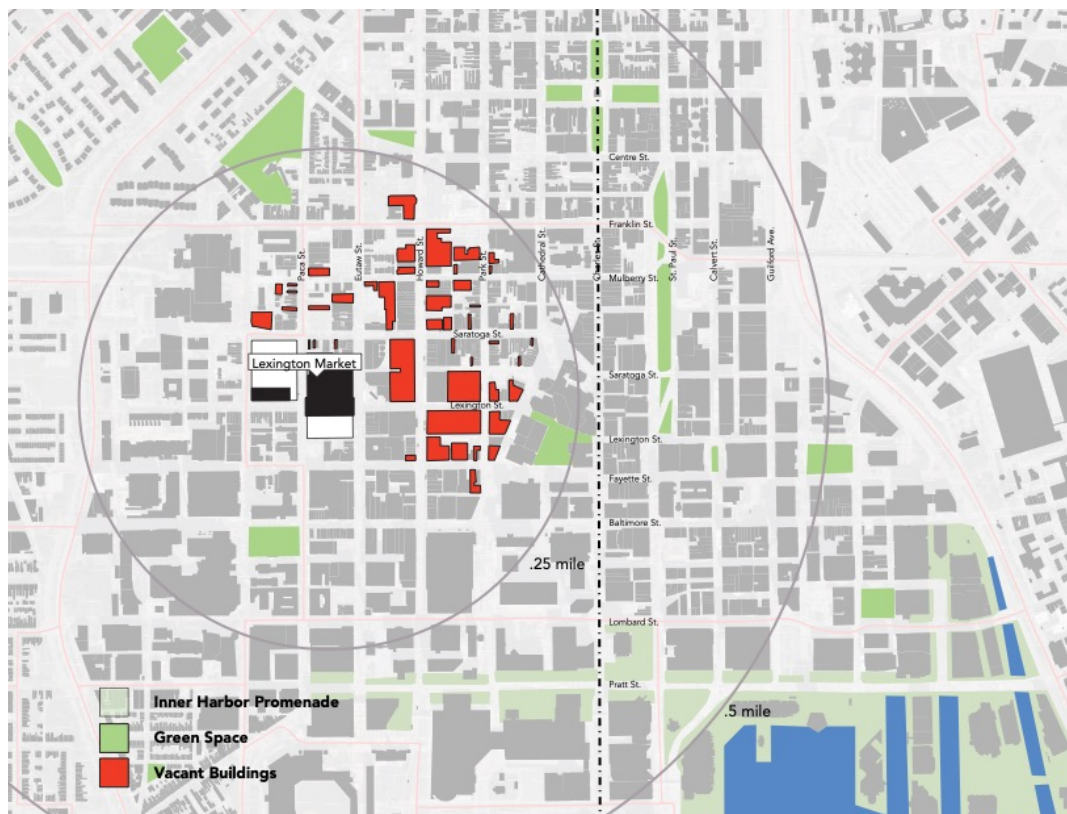 Centre St.
Franklin St.
Paca St.
Eutaw St.
Howard St.
Park St.
Cathedral St.
Charles St.
St. Paul St.
Calvert St.
Guilford Ave.
Mulberry St.
Saratoga St.
Lexington Market
Saratoga St.
Lexington St.
Lexington St.
Fayette St.
Baltimore St.
.25 mile
Lombard St.
Pratt St.
.5 mile
Inner Harbor Promenade
Green Space
Vacant Buildings